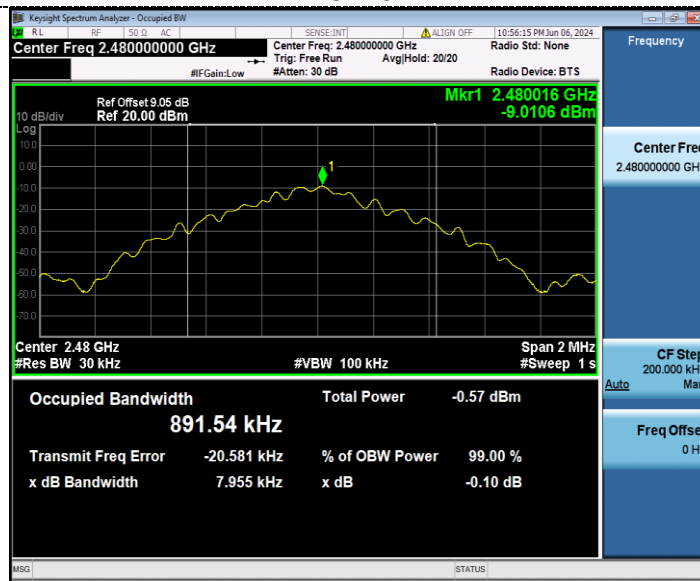 Keysight Spectrum Analyzer - Occupied BW
RL RF 50 Ω AC SENSE:INT ALIGN OFF 10:56:15 PM Jun 06, 2024
Center Freq 2.480000000 GHz
Center Freq: 2.480000000 GHz
Radio Std: None
Trig: Free Run Avg|Hold: 20/20
#IFGain:Low #Atten: 30 dB Radio Device: BTS
Frequency
Ref Offset 9.05 dB
Mkr1 2.480016 GHz
10 dB/div Ref 20.00 dBm -9.0106 dBm
Log
10.0
0.00
-10.0
-20.0
-30.0
-40.0
-50.0
-60.0
-70.0
1
Center 2.48 GHz Span 2 MHz
#Res BW 30 kHz #VBW 100 kHz #Sweep 1 s
Occupied Bandwidth Total Power -0.57 dBm
891.54 kHz
Transmit Freq Error -20.581 kHz % of OBW Power 99.00 %
x dB Bandwidth 7.955 kHz x dB -0.10 dB
Center Fre
2.480000000 GH
CF Step
200.000 kH
Auto Ma
Freq Offse
0 H
MSG STATUS